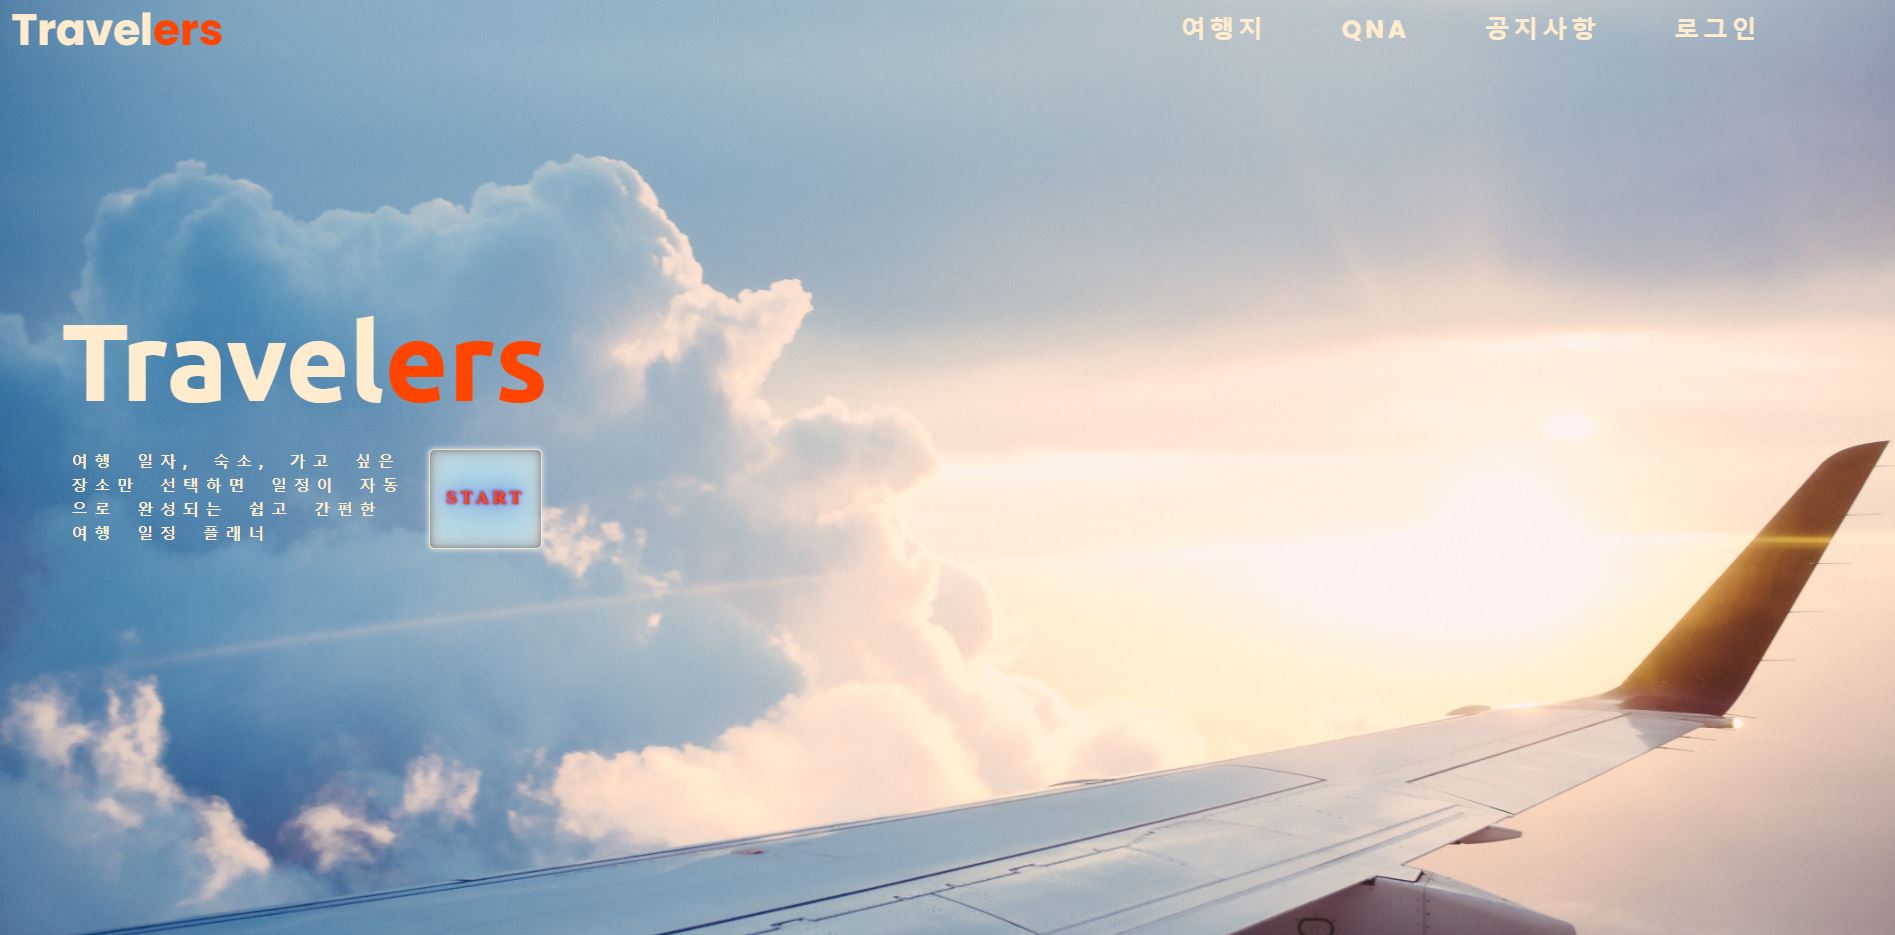 Travelers
여행지 QNA 공지사항 로그인
Travelers
여행 일자, 숙소, 가고 싶은
장소만 선택하면 일정이 자동
으로 완성되는 쉽고 간편한
여행 일정 플래너
START